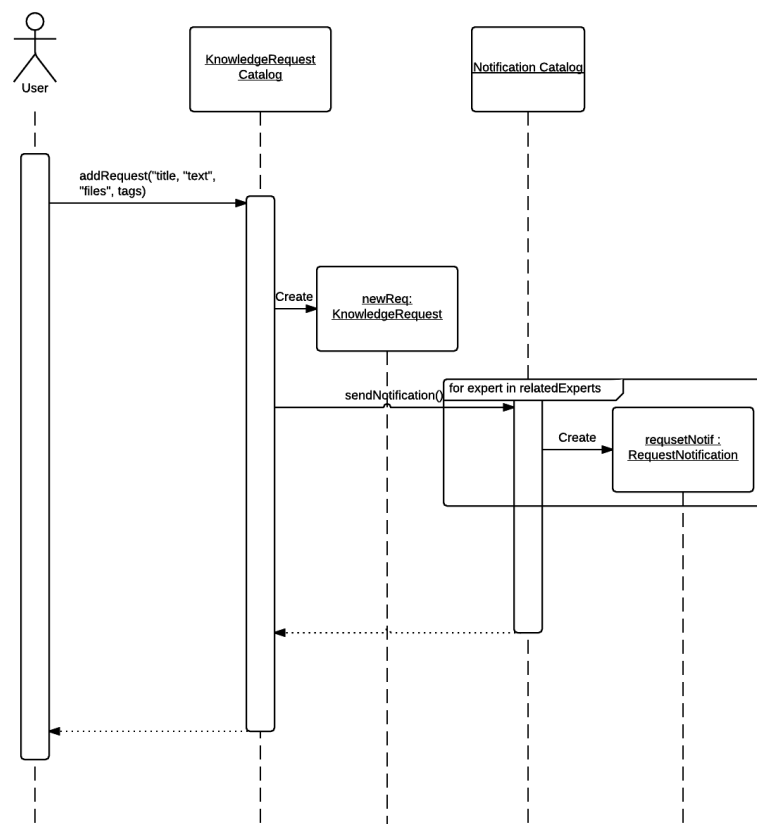 User
KnowledgeRequest
Catalog
Notification Catalog
addRequest("title, "text",
"files", tags)
Create
newReq:
KnowledgeRequest
for expert in relatedExperts
sendNotification()
Create
requsetNotif :
RequestNotification